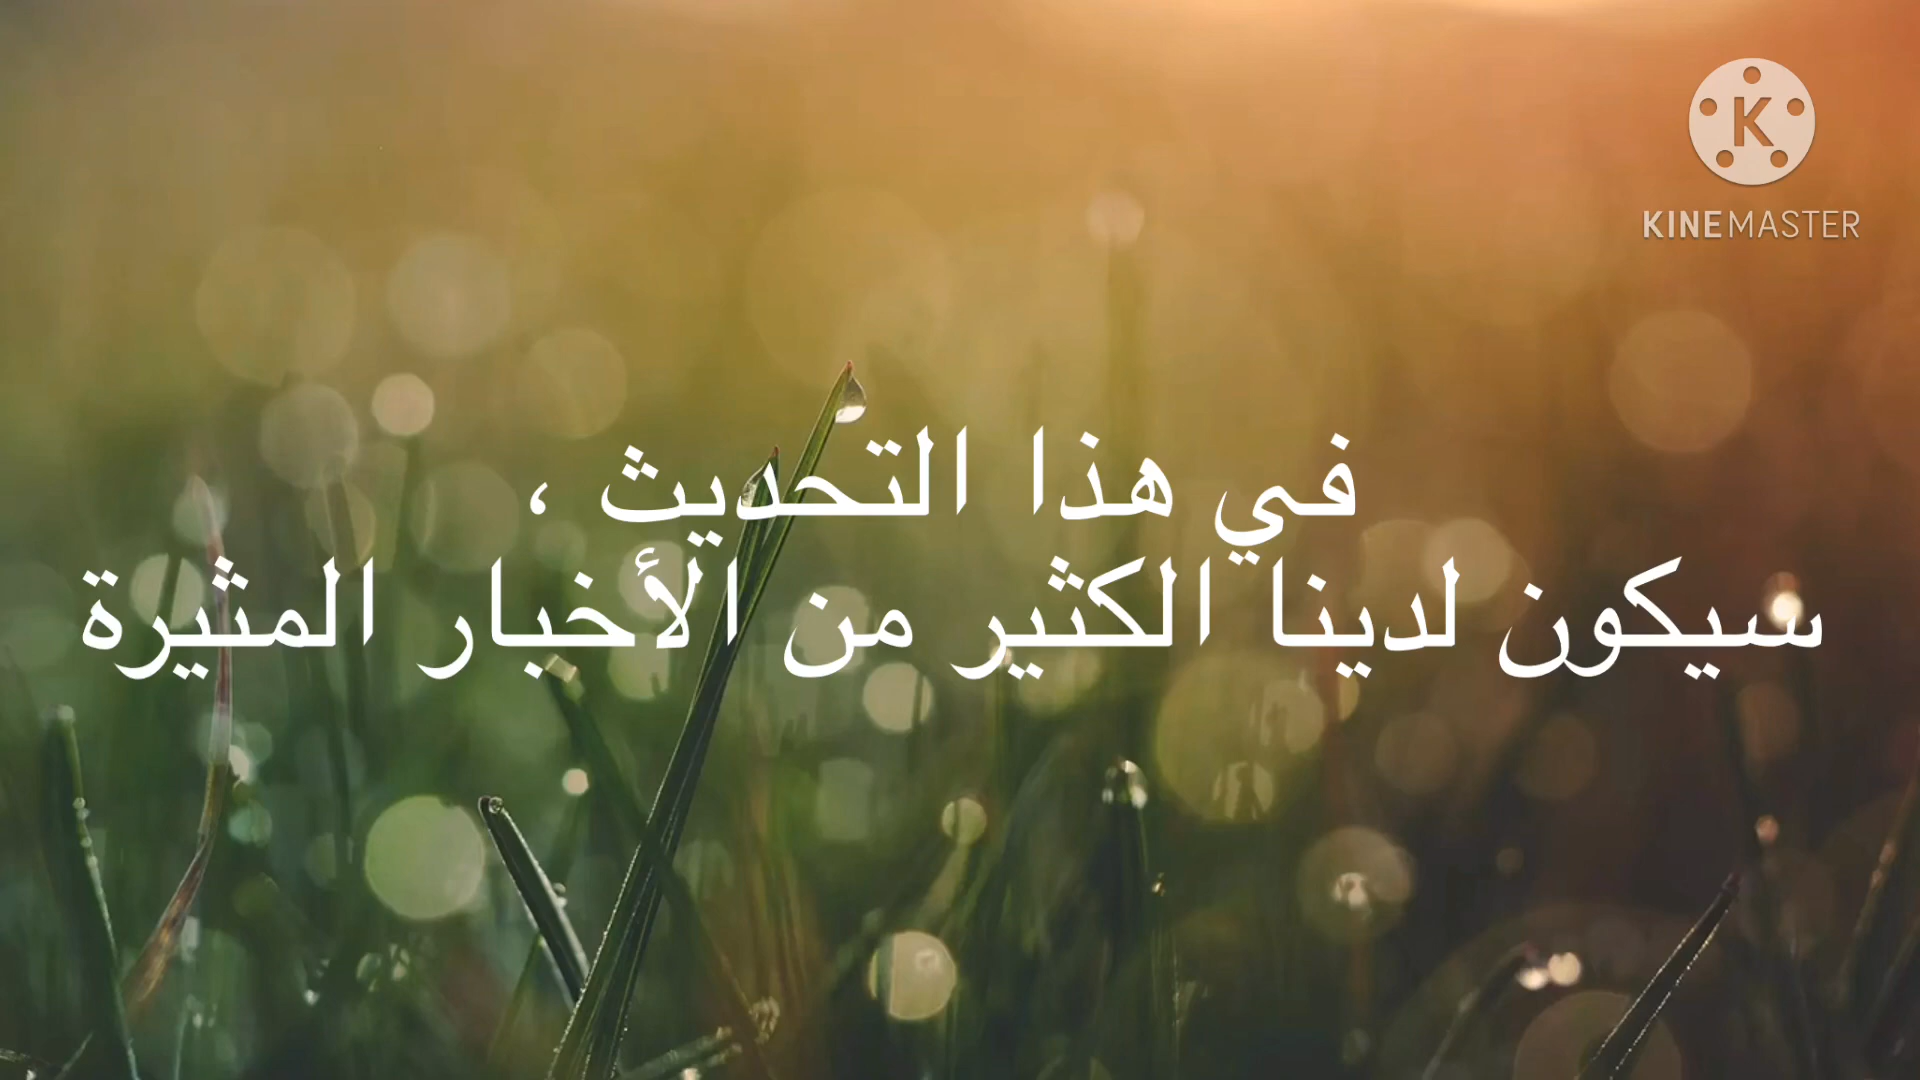 KINEMASTER
في هذا التحديث ،
سيكون لدينا الكثير من الأخبار المثيرة